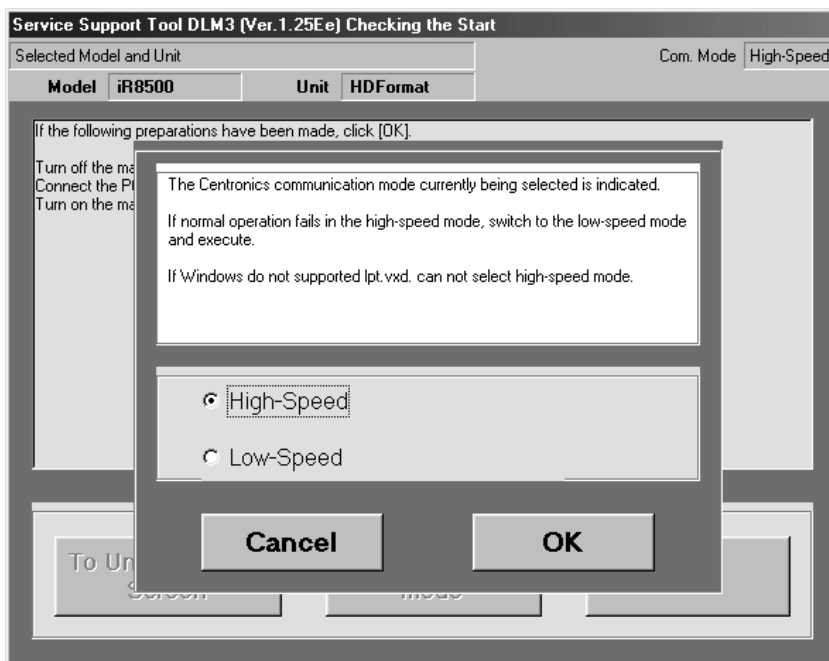 Service Support Tool DLM3 (Ver.1.25Ee) Checking the Start
Selected Model and Unit
Com. Mode High-Speed
Model iR8500 Unit HDFormat
If the following preparations have been made, click [OK].
Turn off the ma
Connect the
Turn on the ma
The Centronics communication mode currently being selected is indicated.
If normal operation fails in the high-speed mode, switch to the low-speed mode
and execute.
If Windows do not supported lpt.vxd. can not select high-speed mode.
High-Speed
Low-Speed
Cancel OK
To Un
Screen
Mode